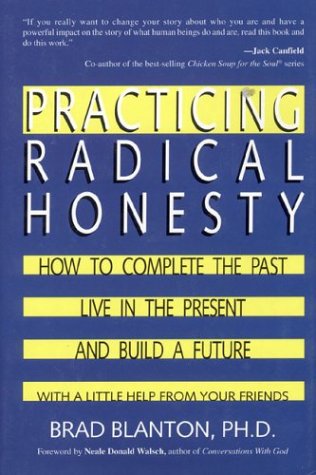 "If you really want to change your story about who you are and have a
powerful impact on the story of what human beings do and are, read this book and
do this work."
—Jack Canfield
Co-author of the best-selling Chicken Soup for the Soul® series
PRACTICING
RADICAL
HONESTY
HOW TO COMPLETE THE PAST
LIVE IN THE PRESENT
AND BUILD A FUTURE
WITH A LITTLE HELP FROM YOUR FRIENDS
BRAD BLANTON, PH.D.
Foreword by Neale Donald Walsch, author of Conversations With God